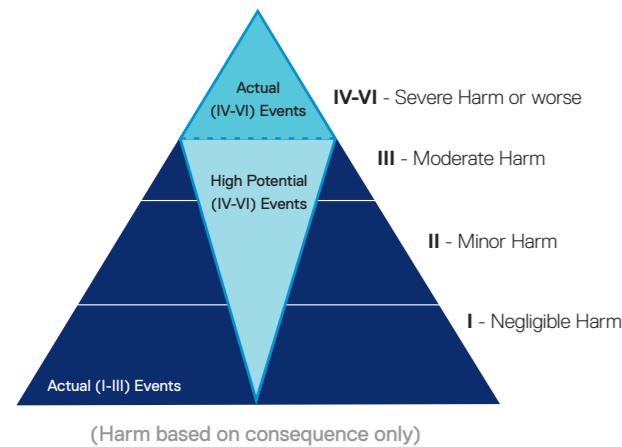 Actual
(IV-VI) Events
IV-VI - Severe Harm or worse
III - Moderate Harm
High Potential
(IV-VI) Events
II - Minor Harm
I - Negligible Harm
Actual (I-III) Events
(Harm based on consequence only)